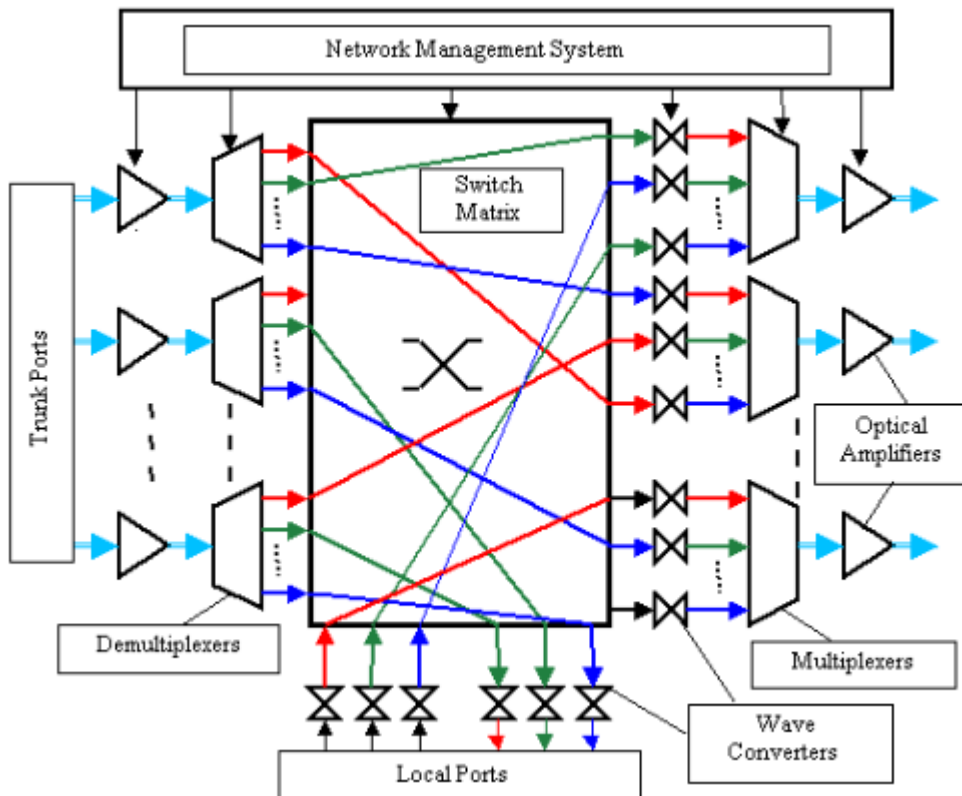 Network Management System
Switch
Matrix
Trunk Ports
Optical
Amplifiers
Demultiplexers
Multiplexers
Wave
Converters
Local Ports